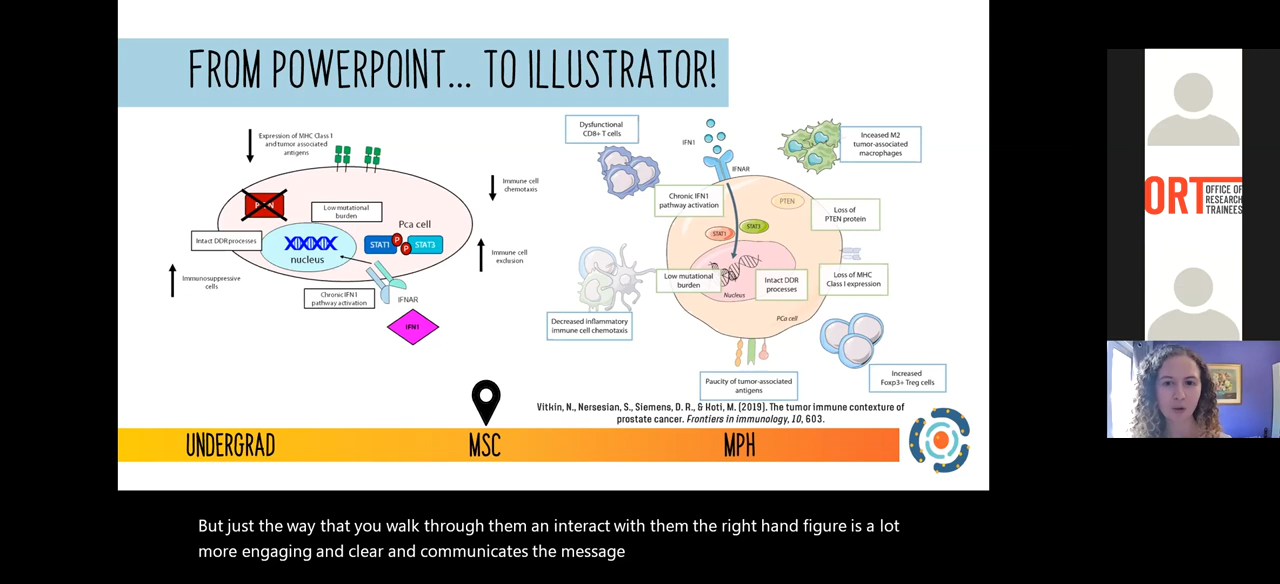 FROM POWERPOINT... TO ILLUSTRATOR!
Expression of MHC Class I
and tumor associated
antigens
Immune cell
chemotaxis
Low mutational
burden
Pca cell
Intact DDR processes
STAT1
P
P
STAT3
nucleus
Immune cell
exclusion
Immunosuppressive
cells
Chronic IFN1
pathway activation
IFNAR
IFN1
Dysfunctional
CD8+ T cells
IFN1
IFNAR
Inceased M2
tumor-associated
macrophages
Chronic IFN1
pathway activation
PTEN
Loss of
PTEN protein
STAT1
STAT3
Low mutational
burden
Intact DDR
processes
Loss of MHC
Class I expression
Nucleus
PCa cell
Decreased inflammatory
immune cell chemotaxis
Increased
Foxp3+ Treg cells
Paucity of tumor-associated
antigens
Vitkin, N., Nersesian, S., Siemens, D. R., & Koti, M. (2019). The tumor immune contexture of
prostate cancer. Frontiers in immunology, 10, 603.
UNDERGRAD
MSC
MPH
ORT OFFICE OF
RESEARCH
TRAINEES
But just the way that you walk through them an interact with them the right hand figure is a lot
more engaging and clear and communicates the message